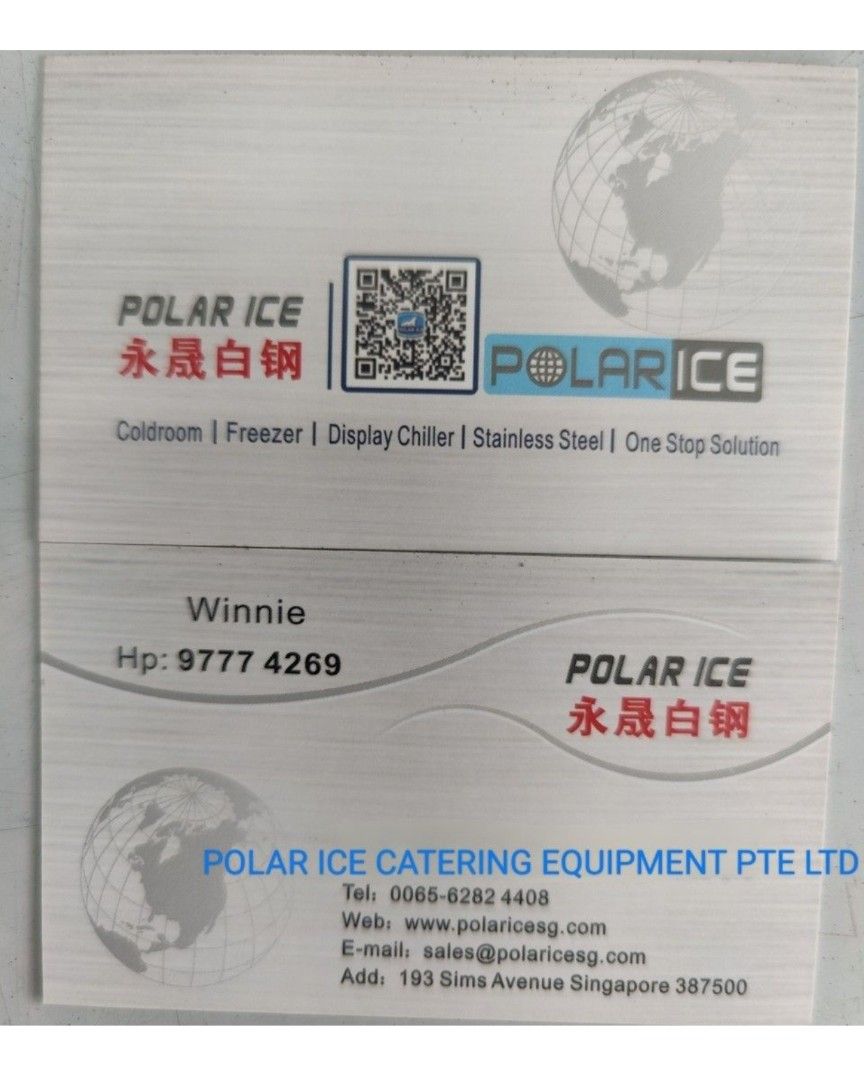 POLAR ICE
永晟白钢
POLAR ICE
Coldroom | Freezer | Display Chiller | Stainless Steel | One Stop Solution
Winnie
Hp: 9777 4269
POLAR ICE
永晟白钢
POLAR ICE CATERING EQUIPMENT PTE LTD
Tel: 0065-6282 4408
Web: www.polaricesg.com
E-mail: sales@polaricesg.com
Add: 193 Sims Avenue Singapore 387500